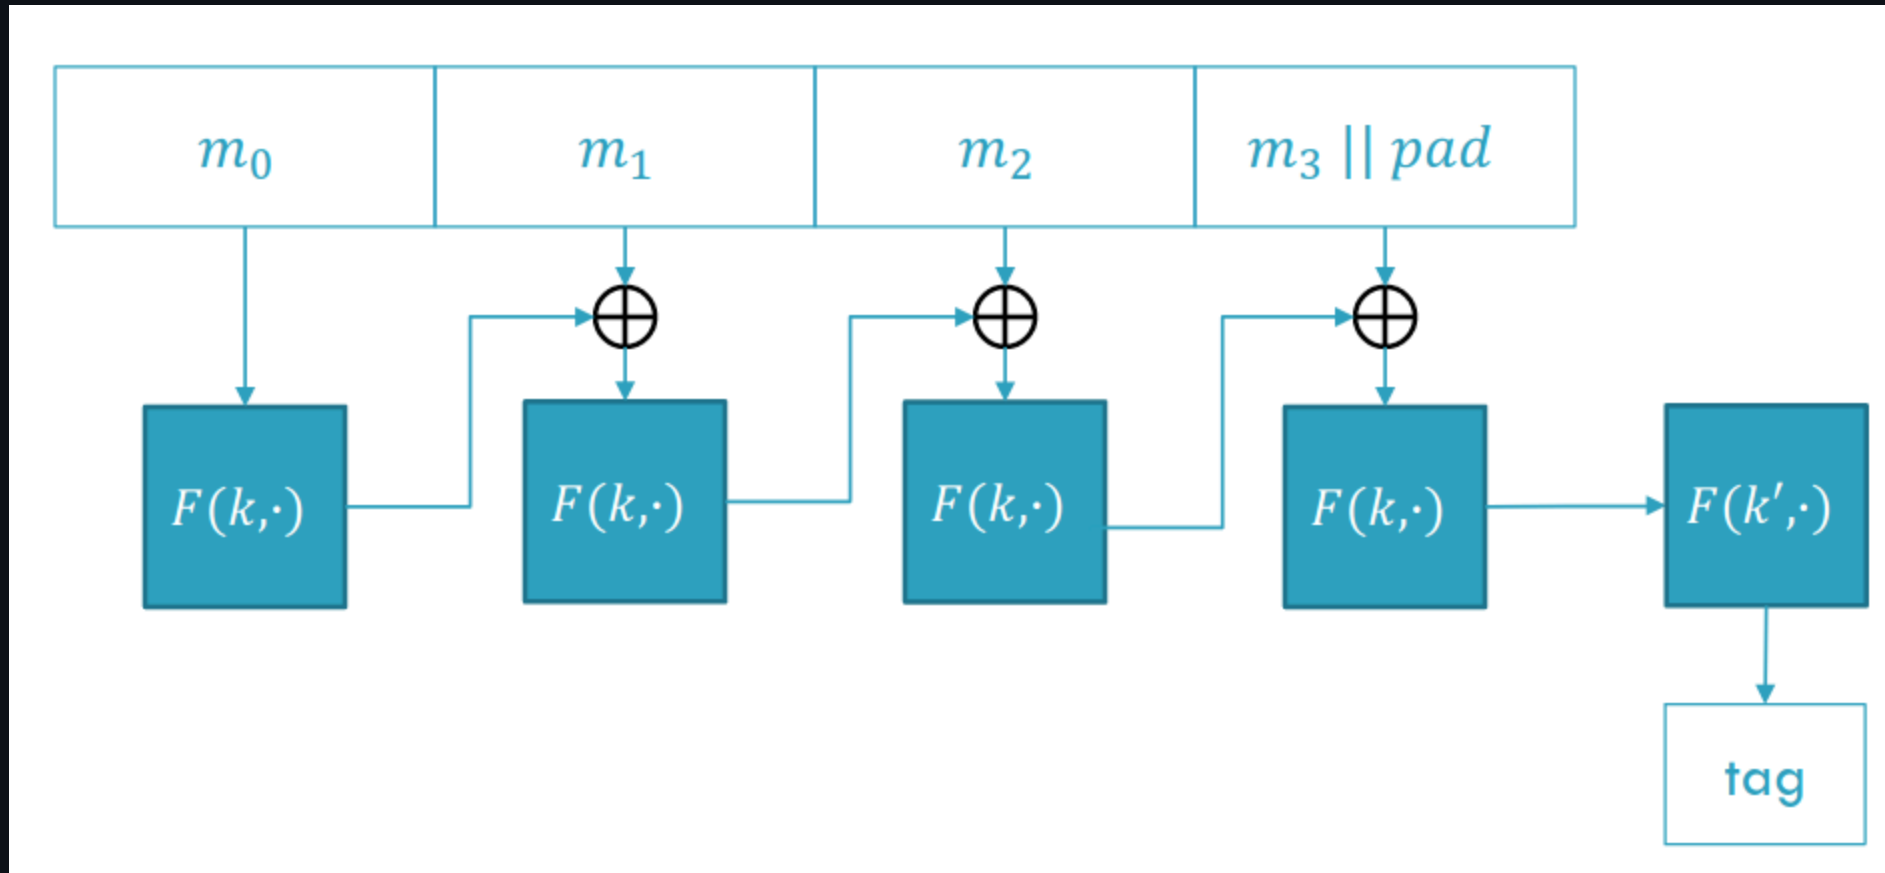 m₀ m₁ m₂ m₃ || pad
F(k,·) F(k,·) F(k,·) F(k,·) F(k′,·)
tag